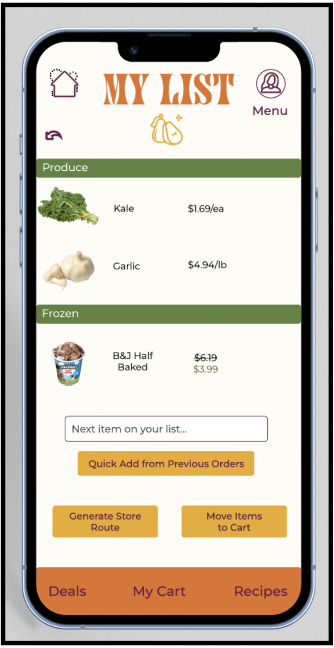 MY LIST
Menu
Produce
Kale $1.69/ea
Garlic $4.94/lb
Frozen
B&J Half $6.19
Baked $3.99
Next item on your list...
Quick Add from Previous Orders
Generate Store
Route
Move Items
to Cart
Deals My Cart Recipes